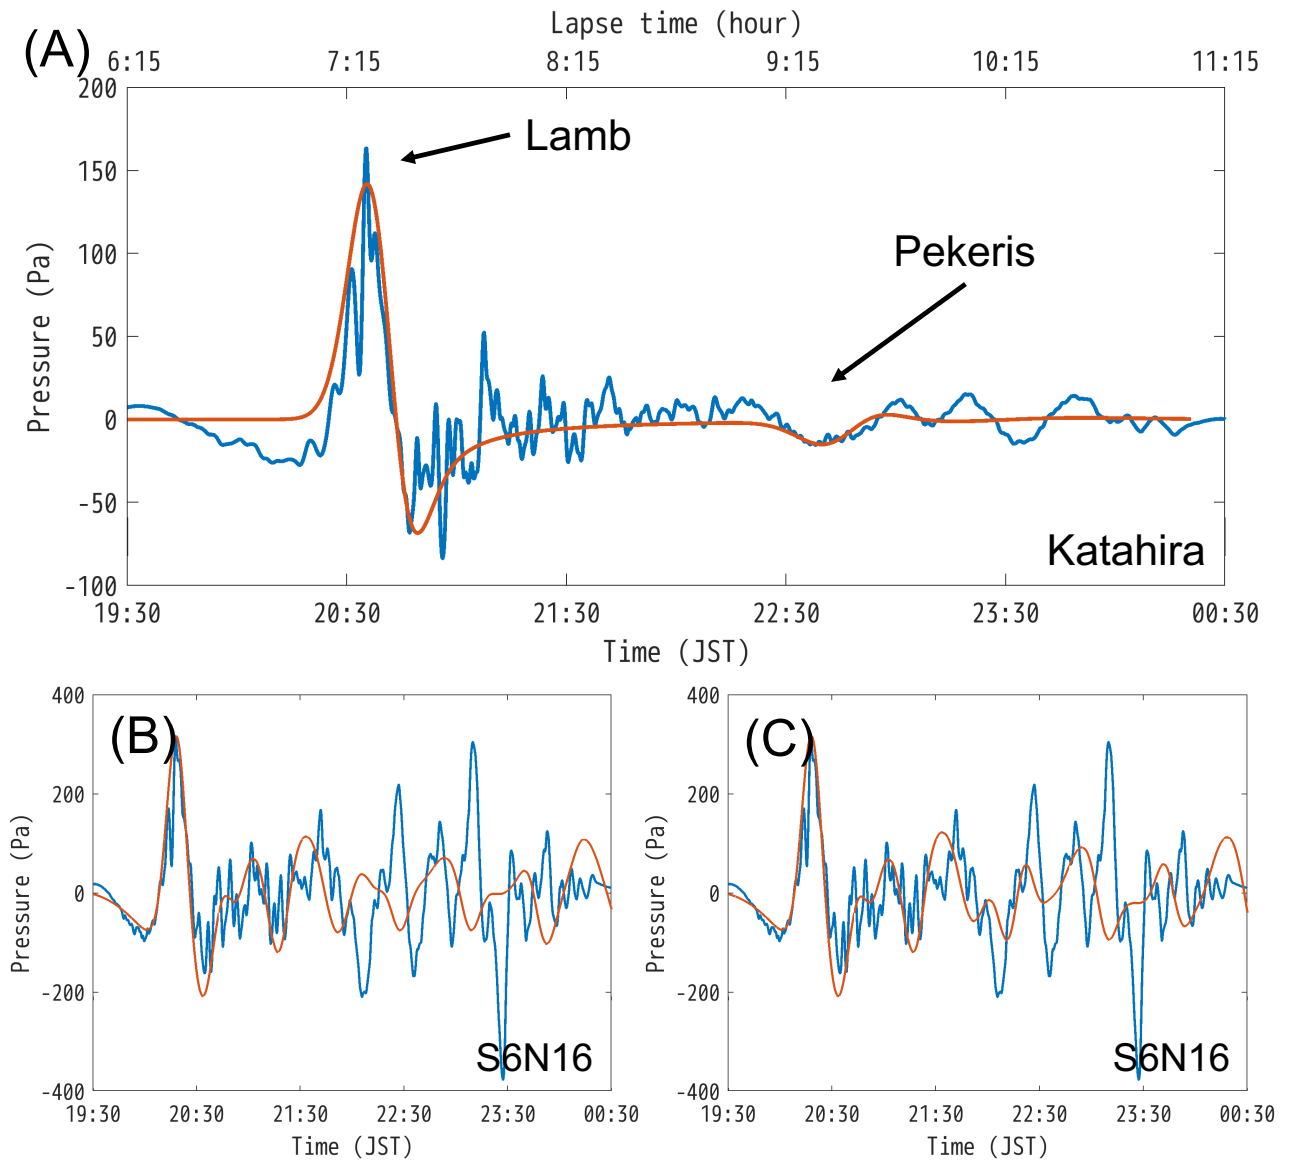 Lapse time (hour)
(A) 6:15 7:15 8:15 9:15 10:15 11:15
200
Lamb
150
Pekeris
100
50
0
-50
Katahira
-100
Pressure (Pa)
19:30 20:30 21:30 22:30 23:30 00:30
Time (JST)
400
(B)
200
0
-200
S6N16
-400
Pressure (Pa)
19:30 20:30 21:30 22:30 23:30 00:30
Time (JST)
400
(C)
200
0
-200
S6N16
-400
Pressure (Pa)
19:30 20:30 21:30 22:30 23:30 00:30
Time (JST)